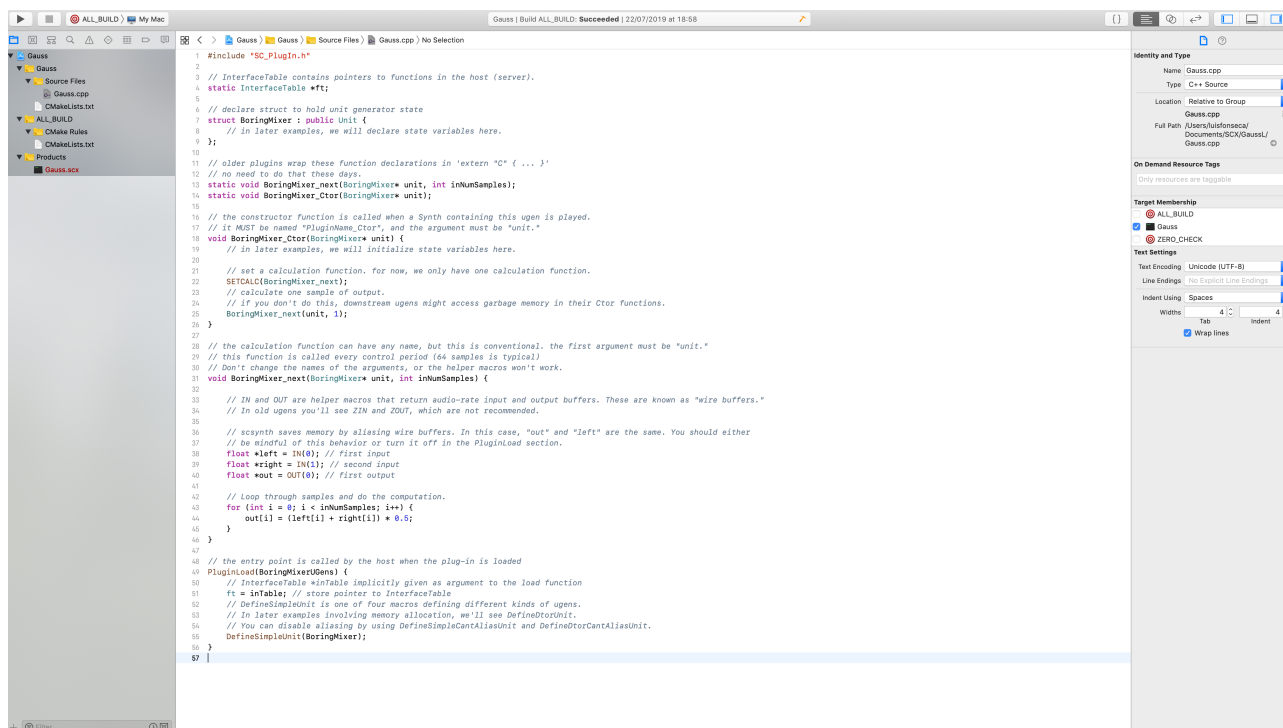 ALL_BUILD ⟩ My Mac
Gauss | Build ALL_BUILD: Succeeded | 22/07/2019 at 18:58
Gauss
Gauss
Source Files
Gauss.cpp
CMakeLists.txt
ALL_BUILD
CMake Rules
CMakeLists.txt
Products
Gauss.scx
Filter
Gauss ⟩ Gauss ⟩ Source Files ⟩ Gauss.cpp ⟩ No Selection
1 #include "SC_PlugIn.h"
2
3 // InterfaceTable contains pointers to functions in the host (server).
4 static InterfaceTable *ft;
5
6 // declare struct to hold unit generator state
7 struct BoringMixer : public Unit {
8     // in later examples, we will declare state variables here.
9 };
10
11 // older plugins wrap these function declarations in 'extern "C" { ... }'
12 // no need to do that these days.
13 static void BoringMixer_next(BoringMixer* unit, int inNumSamples);
14 static void BoringMixer_Ctor(BoringMixer* unit);
15
16 // the constructor function is called when a Synth containing this ugen is played.
17 // it MUST be named "PluginName_Ctor", and the argument must be "unit."
18 void BoringMixer_Ctor(BoringMixer* unit) {
19     // in later examples, we will initialize state variables here.
20
21     // set a calculation function. for now, we only have one calculation function.
22     SETCALC(BoringMixer_next);
23     // calculate one sample of output.
24     // if you don't do this, downstream ugens might access garbage memory in their Ctor functions.
25     BoringMixer_next(unit, 1);
26 }
27
28 // the calculation function can have any name, but this is conventional. the first argument must be "unit."
29 // this function is called every control period (64 samples is typical)
30 // Don't change the names of the arguments, or the helper macros won't work.
31 void BoringMixer_next(BoringMixer* unit, int inNumSamples) {
32
33     // IN and OUT are helper macros that return audio-rate input and output buffers. These are known as "wire buffers."
34     // In old ugens you'll see ZIN and ZOUT, which are not recommended.
35
36     // scsynth saves memory by aliasing wire buffers. In this case, "out" and "left" are the same. You should either
37     // be mindful of this behavior or turn it off in the PluginLoad section.
38     float *left = IN(0); // first input
39     float *right = IN(1); // second input
40     float *out = OUT(0); // first output
41
42     // Loop through samples and do the computation.
43     for (int i = 0; i < inNumSamples; i++) {
44         out[i] = (left[i] + right[i]) * 0.5;
45     }
46 }
47
48 // the entry point is called by the host when the plug-in is loaded
49 PluginLoad(BoringMixerUGens) {
50     // InterfaceTable *inTable implicitly given as argument to the load function
51     ft = inTable; // store pointer to InterfaceTable
52     // DefineSimpleUnit is one of four macros defining different kinds of ugens.
53     // In later examples involving memory allocation, we'll see DefineDtorUnit.
54     // You can disable aliasing by using DefineSimpleCantAliasUnit and DefineDtorCantAliasUnit.
55     DefineSimpleUnit(BoringMixer);
56 }
57
Identity and Type
Name Gauss.cpp
Type C++ Source
Location Relative to Group
Gauss.cpp
Full Path /Users/luisfonseca/
Documents/SCX/GaussL/
Gauss.cpp
On Demand Resource Tags
Only resources are taggable
Target Membership
ALL_BUILD
Gauss
ZERO_CHECK
Text Settings
Text Encoding Unicode (UTF-8)
Line Endings No Explicit Line Endings
Indent Using Spaces
Widths 4 4
Tab Indent
Wrap lines